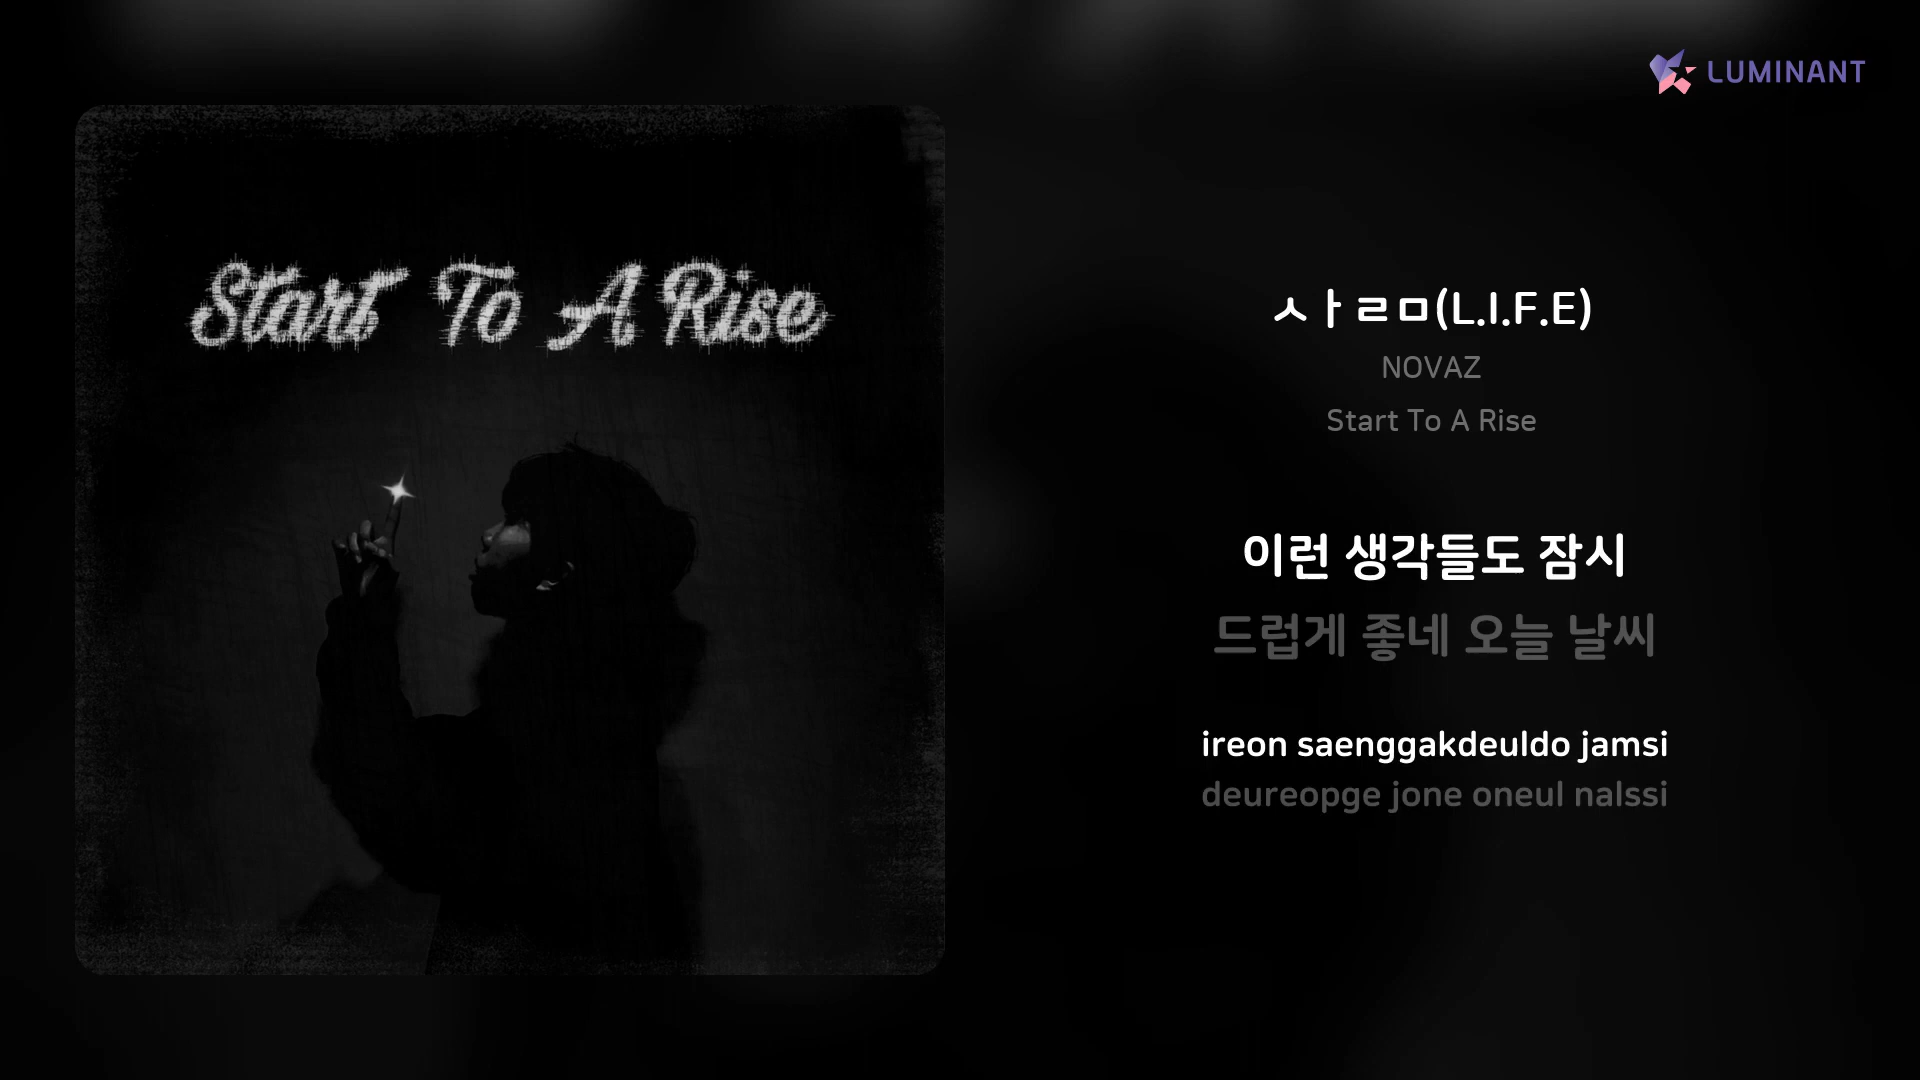 LUMINANT
Start To A Rise
ㅅㅏㄹㅁ(L.I.F.E)
NOVAZ
Start To A Rise
이런 생각들도 잠시
드럽게 좋네 오늘 날씨
ireon saenggakdeuldo jamsi
deureopge jone oneul nalssi